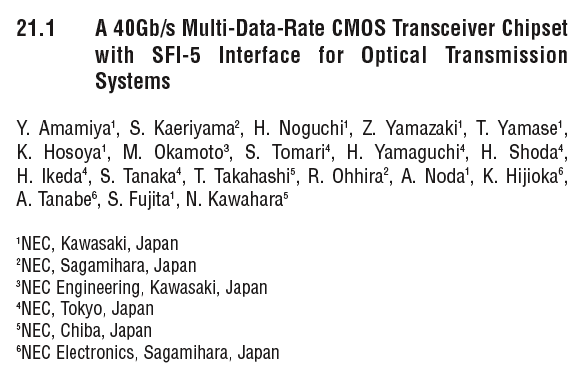 21.1 A 40Gb/s Multi-Data-Rate CMOS Transceiver Chipset
with SFI-5 Interface for Optical Transmission
Systems
Y. Amamiya¹, S. Kaeriyama², H. Noguchi¹, Z. Yamazaki¹, T. Yamase¹,
K. Hosoya¹, M. Okamoto³, S. Tomari⁴, H. Yamaguchi⁴, H. Shoda⁴,
H. Ikeda⁴, S. Tanaka⁴, T. Takahashi⁵, R. Ohhira², A. Noda¹, K. Hijioka⁶,
A. Tanabe⁶, S. Fujita¹, N. Kawahara⁵
¹NEC, Kawasaki, Japan
²NEC, Sagamihara, Japan
³NEC Engineering, Kawasaki, Japan
⁴NEC, Tokyo, Japan
⁵NEC, Chiba, Japan
⁶NEC Electronics, Sagamihara, Japan